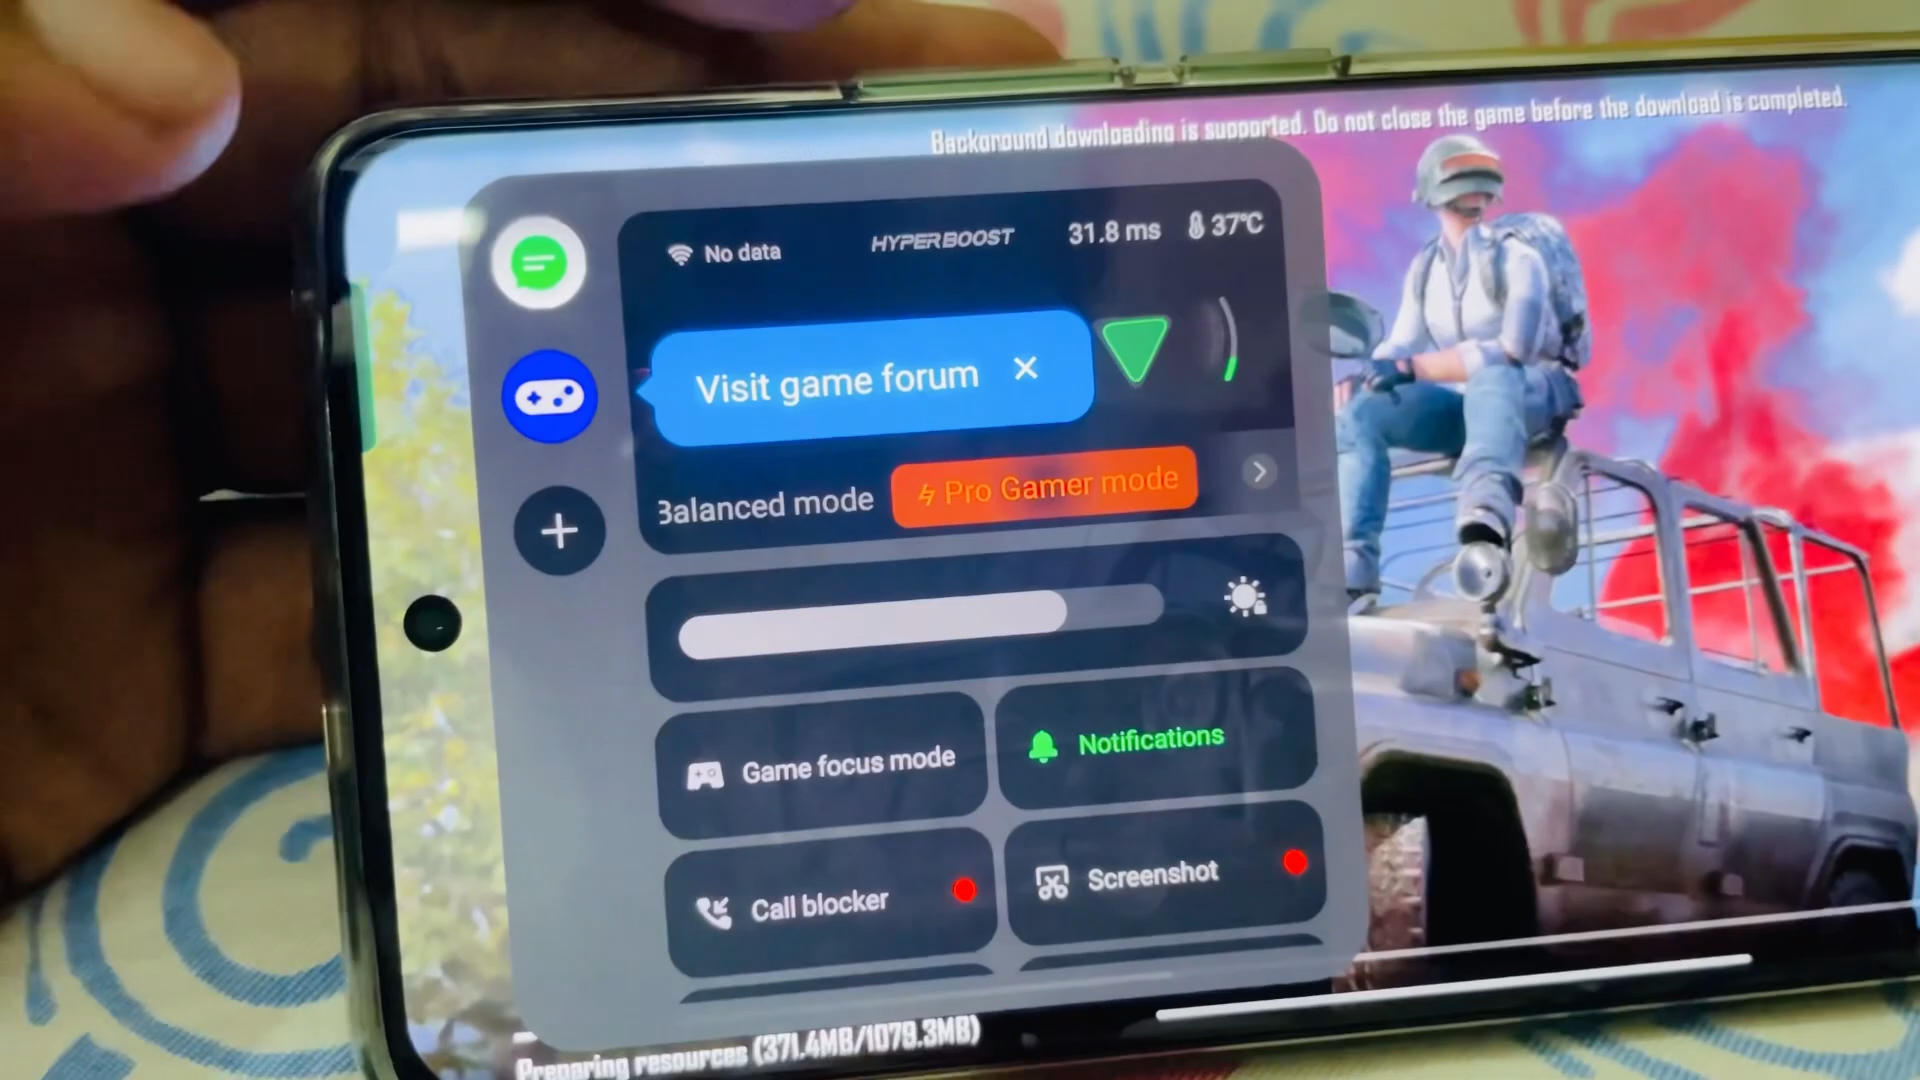 Background downloading is supported. Do not close the game before the download is completed.
No data
HYPERBOOST
31.8 ms
37℃
Visit game forum
Balanced mode
Pro Gamer mode
Game focus mode
Notifications
Call blocker
Screenshot
Preparing resources (371.4MB/1078.3MB)